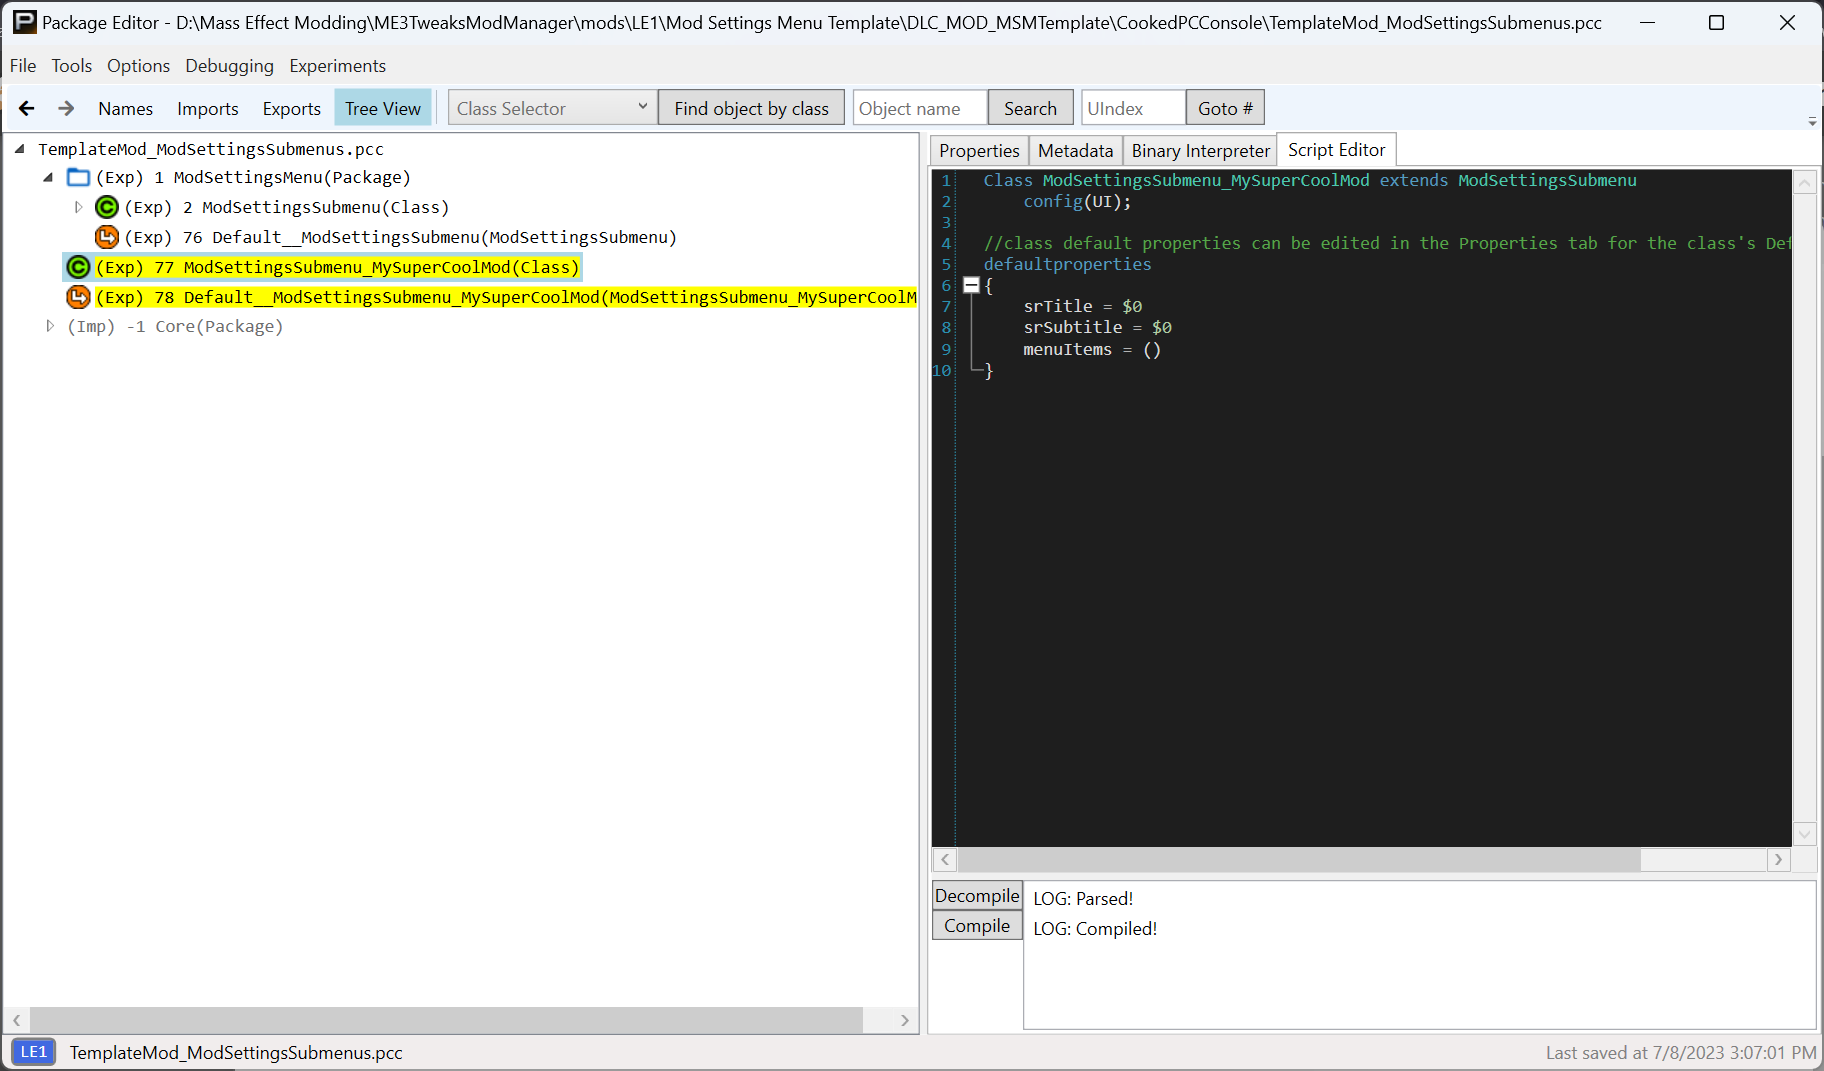 Package Editor - D:\Mass Effect Modding\ME3TweaksModManager\mods\LE1\Mod Settings Menu Template\DLC_MOD_MSMTemplate\CookedPCConsole\TemplateMod_ModSettingsSubmenus.pcc
File Tools Options Debugging Experiments
Names Imports Exports Tree View Class Selector Find object by class Object name Search UIndex Goto #
TemplateMod_ModSettingsSubmenus.pcc
(Exp) 1 ModSettingsMenu(Package)
(Exp) 2 ModSettingsSubmenu(Class)
(Exp) 76 Default__ModSettingsSubmenu(ModSettingsSubmenu)
(Exp) 77 ModSettingsSubmenu_MySuperCoolMod(Class)
(Exp) 78 Default__ModSettingsSubmenu_MySuperCoolMod(ModSettingsSubmenu_MySuperCoolM
(Imp) -1 Core(Package)
Properties Metadata Binary Interpreter Script Editor
1 Class ModSettingsSubmenu_MySuperCoolMod extends ModSettingsSubmenu
2 config(UI);
3
4 //class default properties can be edited in the Properties tab for the class's Def
5 defaultproperties
6 {
7 srTitle = $0
8 srSubtitle = $0
9 menuItems = ()
10 }
Decompile
Compile
LOG: Parsed!
LOG: Compiled!
LE1 TemplateMod_ModSettingsSubmenus.pcc
Last saved at 7/8/2023 3:07:01 PM